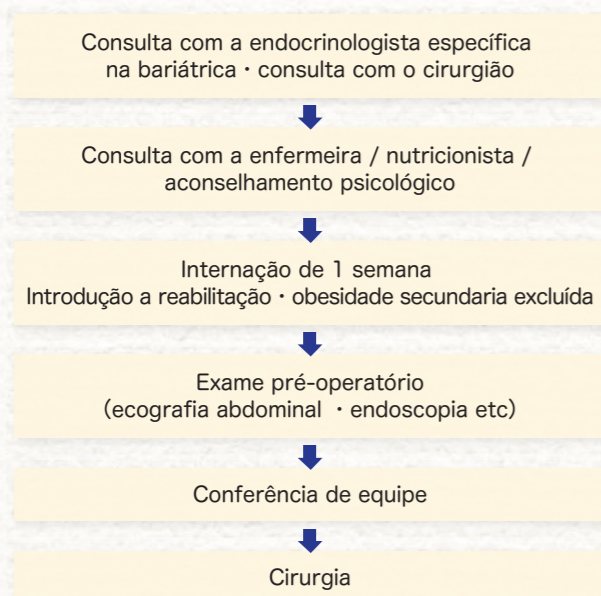 Consulta com a endocrinologista específica
na bariátrica・consulta com o cirurgião
Consulta com a enfermeira / nutricionista /
aconselhamento psicológico
Internação de 1 semana
Introdução a reabilitação・obesidade secundaria excluída
Exame pré-operatório
(ecografia abdominal ・endoscopia etc)
Conferência de equipe
Cirurgia